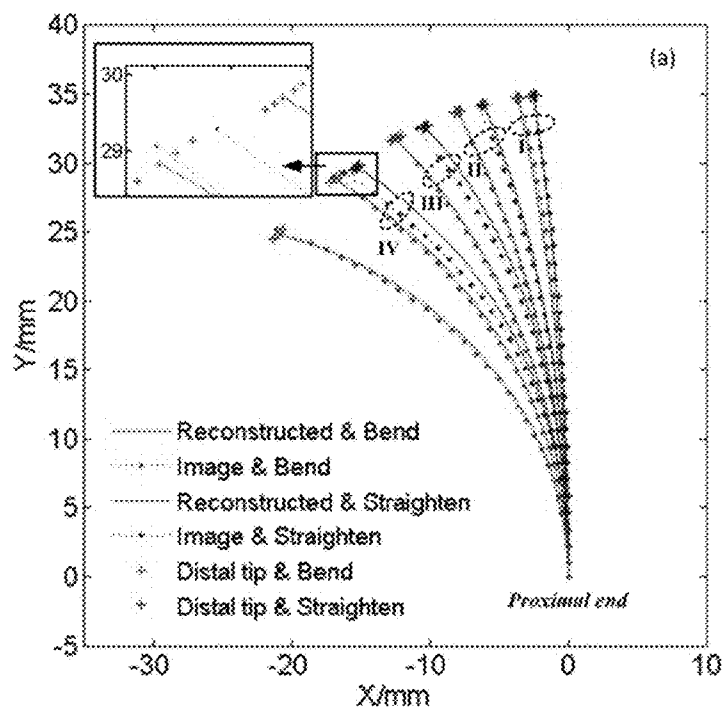 40
35
30
25
20
15
10
5
0
-5
Y/mm
30
29
(a)
I
II
III
IV
Reconstructed & Bend
Image & Bend
Reconstructed & Straighten
Image & Straighten
Distal tip & Bend
Distal tip & Straighten
Proximal end
-30 -20 -10 0 10
X/mm